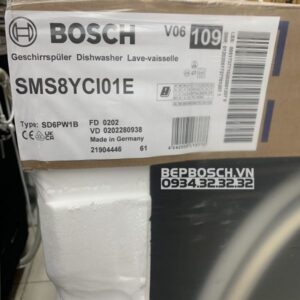 BOSCH
V06 109
Geschirrspüler Dishwasher Lave-vaisselle
SMS8YCI01E
Type: SD6PW1B
FD 0202
VD 0202280938
Made in Germany
21904446 61
BEPBOSCH.VN
0934.32.32.32